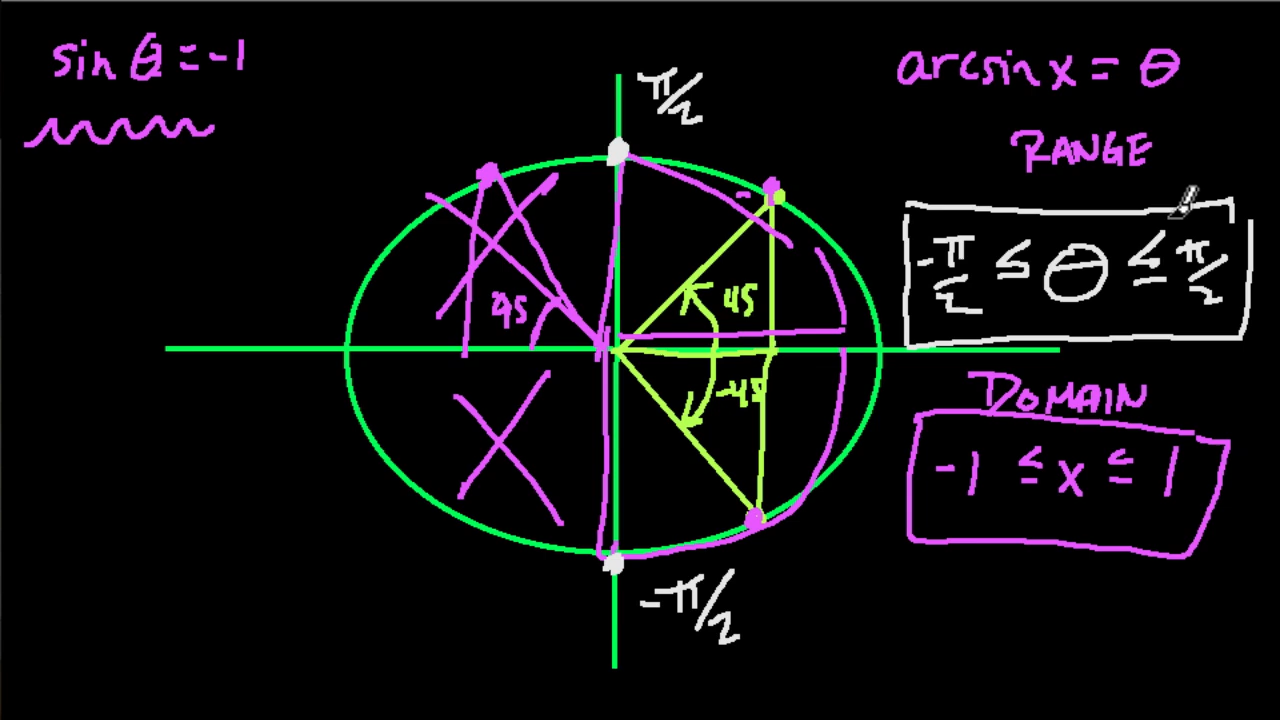 sin θ = -1
arcsin x = θ
π/2
RANGE
-π/2 ≤ θ ≤ π/2
45
45
-45
DOMAIN
-1 ≤ x ≤ 1
-π/2